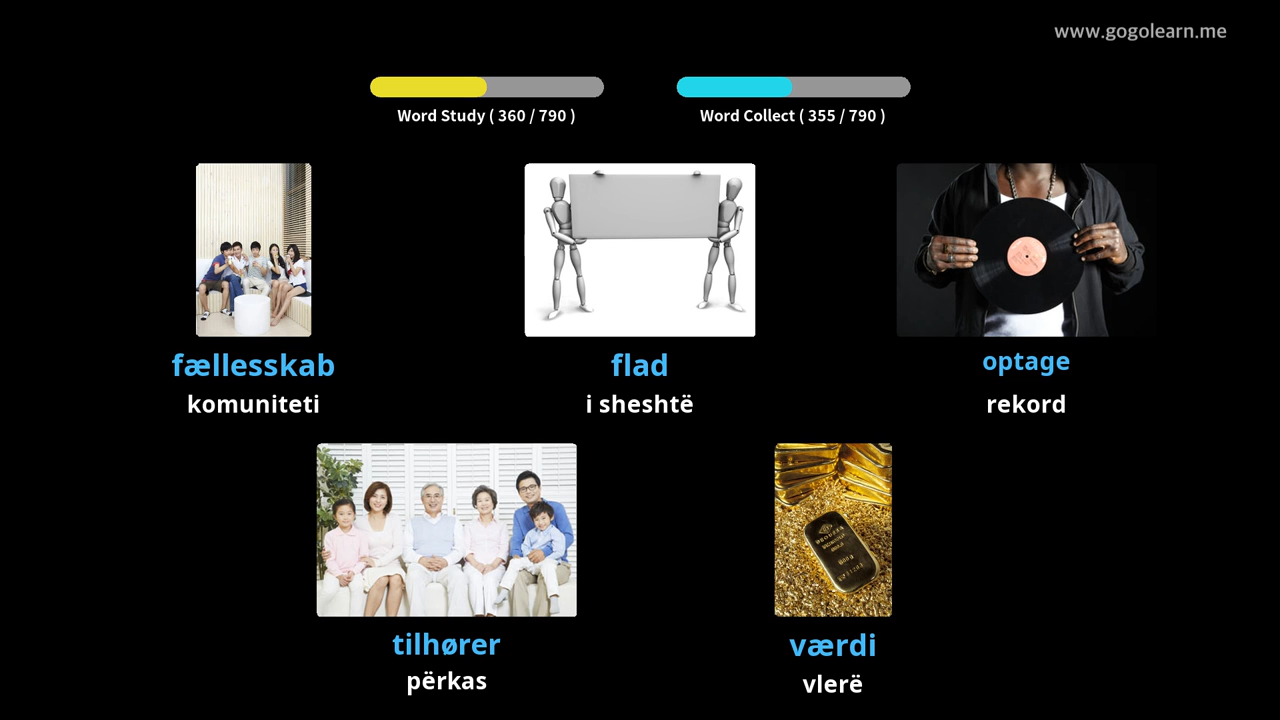 www.gogolearn.me
Word Study ( 360 / 790 )
Word Collect ( 355 / 790 )
fællesskab
komuniteti
flad
i sheshtë
optage
rekord
tilhører
përkas
værdi
vlerë